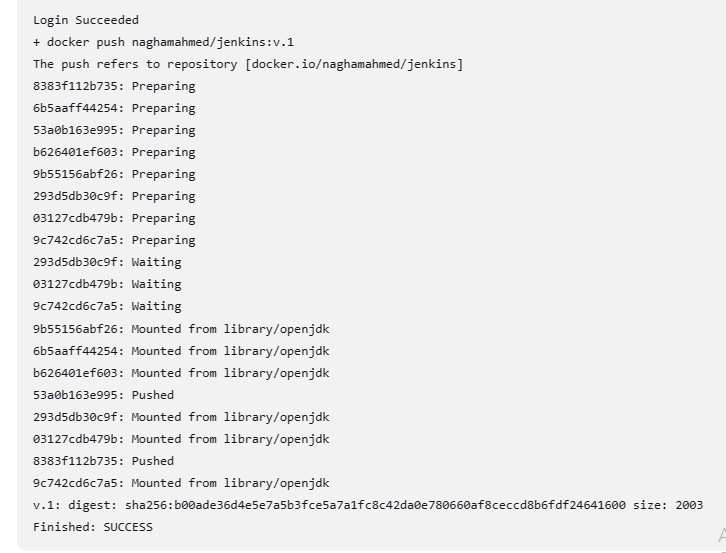 Login Succeeded
+ docker push naghamahmed/jenkins:v.1
The push refers to repository [docker.io/naghamahmed/jenkins]
8383f112b735: Preparing
6b5aaff44254: Preparing
53a0b163e995: Preparing
b626401ef603: Preparing
9b55156abf26: Preparing
293d5db30c9f: Preparing
03127cdb479b: Preparing
9c742cd6c7a5: Preparing
293d5db30c9f: Waiting
03127cdb479b: Waiting
9c742cd6c7a5: Waiting
9b55156abf26: Mounted from library/openjdk
6b5aaff44254: Mounted from library/openjdk
b626401ef603: Mounted from library/openjdk
53a0b163e995: Pushed
293d5db30c9f: Mounted from library/openjdk
03127cdb479b: Mounted from library/openjdk
8383f112b735: Pushed
9c742cd6c7a5: Mounted from library/openjdk
v.1: digest: sha256:b00ade36d4e5e7a5b3fce5a7a1fc8c42da0e780660af8ceccd8b6fdf24641600 size: 2003
Finished: SUCCESS